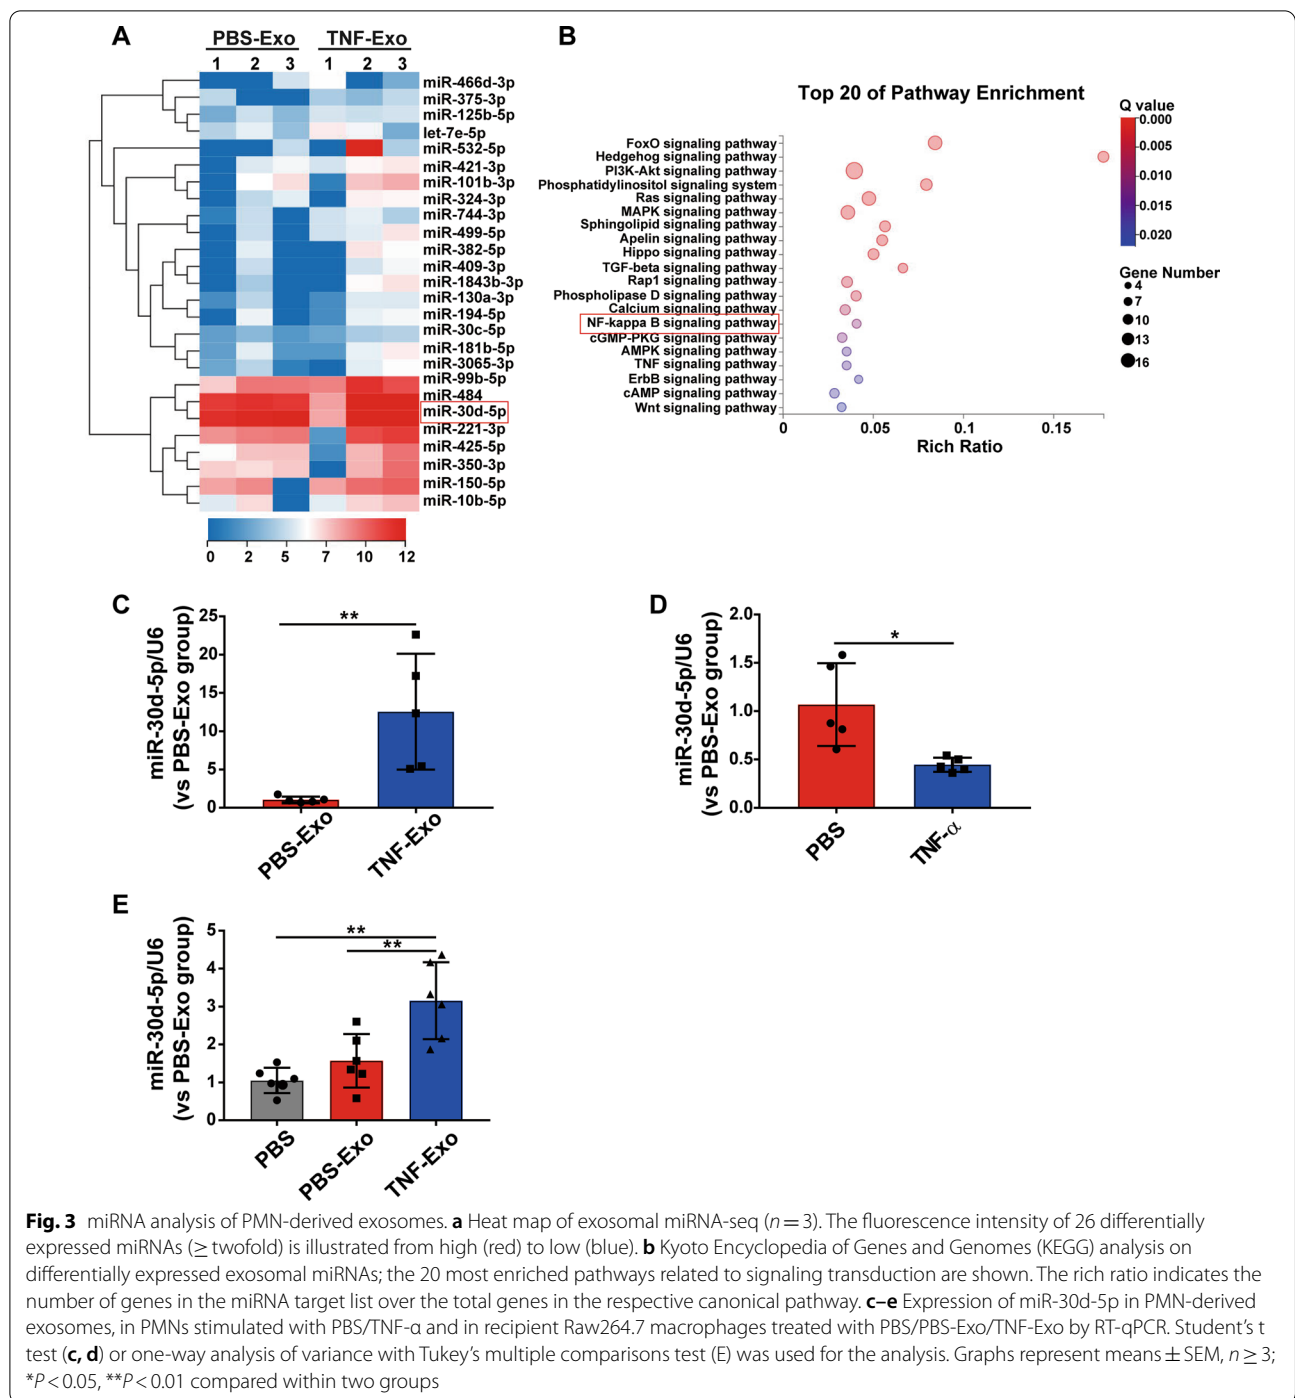 A
PBS-Exo TNF-Exo
1 2 3 1 2 3
miR-466d-3p
miR-375-3p
miR-125b-5p
let-7e-5p
miR-532-5p
miR-421-3p
miR-101b-3p
miR-324-3p
miR-744-3p
miR-499-5p
miR-382-5p
miR-409-3p
miR-1843b-3p
miR-130a-3p
miR-194-5p
miR-30c-5p
miR-181b-5p
miR-3065-3p
miR-99b-5p
miR-484
miR-30d-5p
miR-221-3p
miR-425-5p
miR-350-3p
miR-150-5p
miR-10b-5p
0 2 5 7 10 12
B
Top 20 of Pathway Enrichment
FoxO signaling pathway
Hedgehog signaling pathway
PI3K-Akt signaling pathway
Phosphatidylinositol signaling system
Ras signaling pathway
MAPK signaling pathway
Sphingolipid signaling pathway
Apelin signaling pathway
Hippo signaling pathway
TGF-beta signaling pathway
Rap1 signaling pathway
Phospholipase D signaling pathway
Calcium signaling pathway
NF-kappa B signaling pathway
cGMP-PKG signaling pathway
AMPK signaling pathway
TNF signaling pathway
ErbB signaling pathway
cAMP signaling pathway
Wnt signaling pathway
0 0.05 0.1 0.15
Rich Ratio
Q value
0.000
0.005
0.010
0.015
0.020
Gene Number
4
7
10
13
16
C
miR-30d-5p/U6
(vs PBS-Exo group)
25
20
15
10
5
0
**
PBS-Exo
TNF-Exo
D
miR-30d-5p/U6
(vs PBS-Exo group)
2.0
1.5
1.0
0.5
0.0
*
PBS
TNF-α
E
miR-30d-5p/U6
(vs PBS-Exo group)
5
4
3
2
1
0
**
**
PBS
PBS-Exo
TNF-Exo
Fig. 3 miRNA analysis of PMN-derived exosomes. a Heat map of exosomal miRNA-seq (n = 3). The fluorescence intensity of 26 differentially
expressed miRNAs (≥ twofold) is illustrated from high (red) to low (blue). b Kyoto Encyclopedia of Genes and Genomes (KEGG) analysis on
differentially expressed exosomal miRNAs; the 20 most enriched pathways related to signaling transduction are shown. The rich ratio indicates the
number of genes in the miRNA target list over the total genes in the respective canonical pathway. c–e Expression of miR-30d-5p in PMN-derived
exosomes, in PMNs stimulated with PBS/TNF-α and in recipient Raw264.7 macrophages treated with PBS/PBS-Exo/TNF-Exo by RT-qPCR. Student's t
test (c, d) or one-way analysis of variance with Tukey's multiple comparisons test (E) was used for the analysis. Graphs represent means ± SEM, n ≥ 3;
*P < 0.05, **P < 0.01 compared within two groups